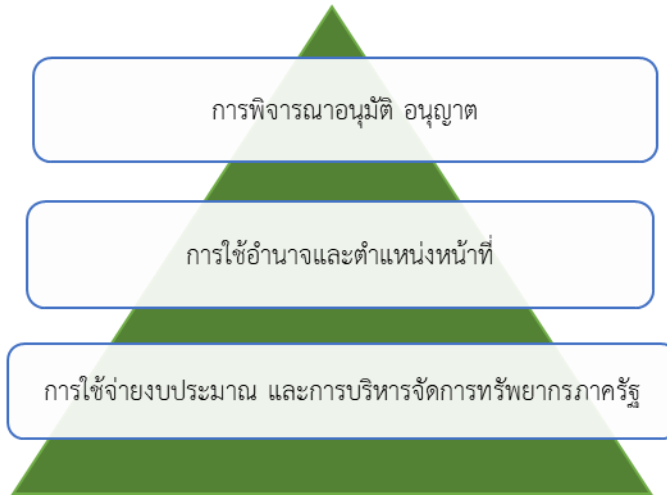 การพิจารณาอนุมัติ อนุญาต
การใช้อำนาจและตำแหน่งหน้าที่
การใช้จ่ายงบประมาณ และการบริหารจัดการทรัพยากรภาครัฐ